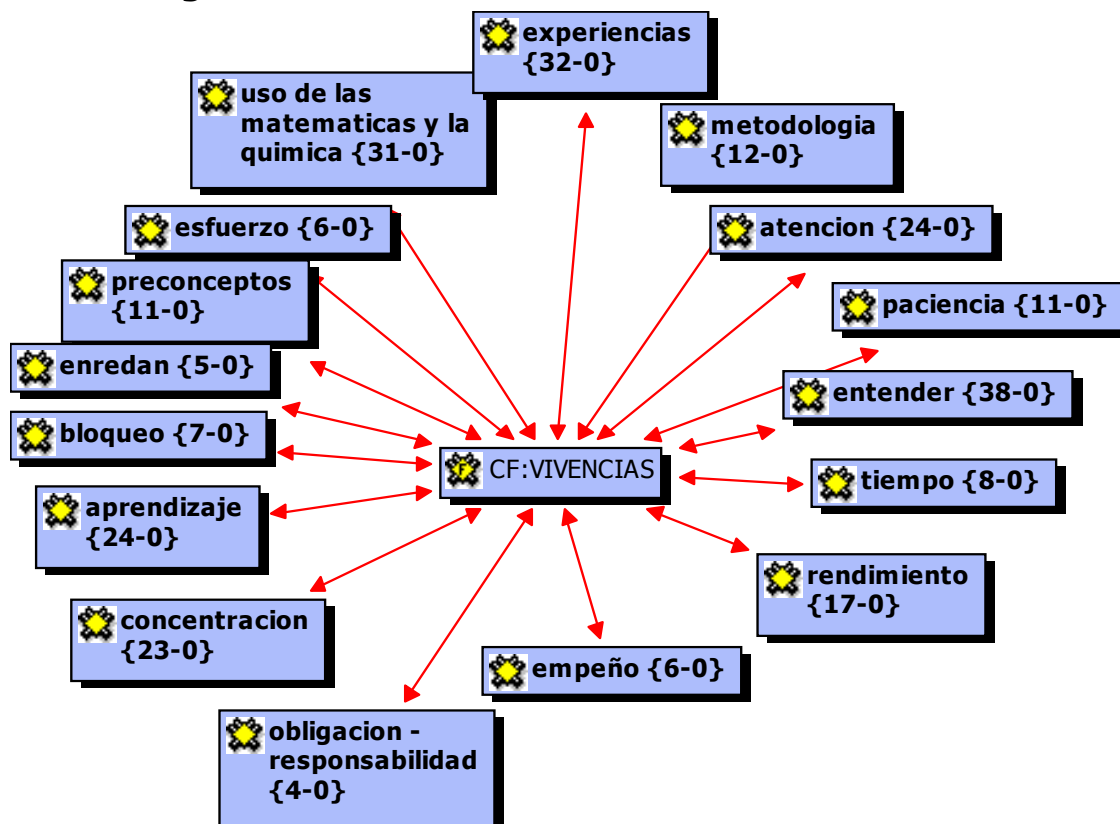 experiencias
{32-0}
uso de las
matematicas y la
quimica {31-0}
metodologia
{12-0}
esfuerzo {6-0}
atencion {24-0}
preconceptos
{11-0}
paciencia {11-0}
enredan {5-0}
entender {38-0}
bloqueo {7-0}
CF:VIVENCIAS
tiempo {8-0}
aprendizaje
{24-0}
rendimiento
{17-0}
concentracion
{23-0}
empeño {6-0}
obligacion -
responsabilidad
{4-0}